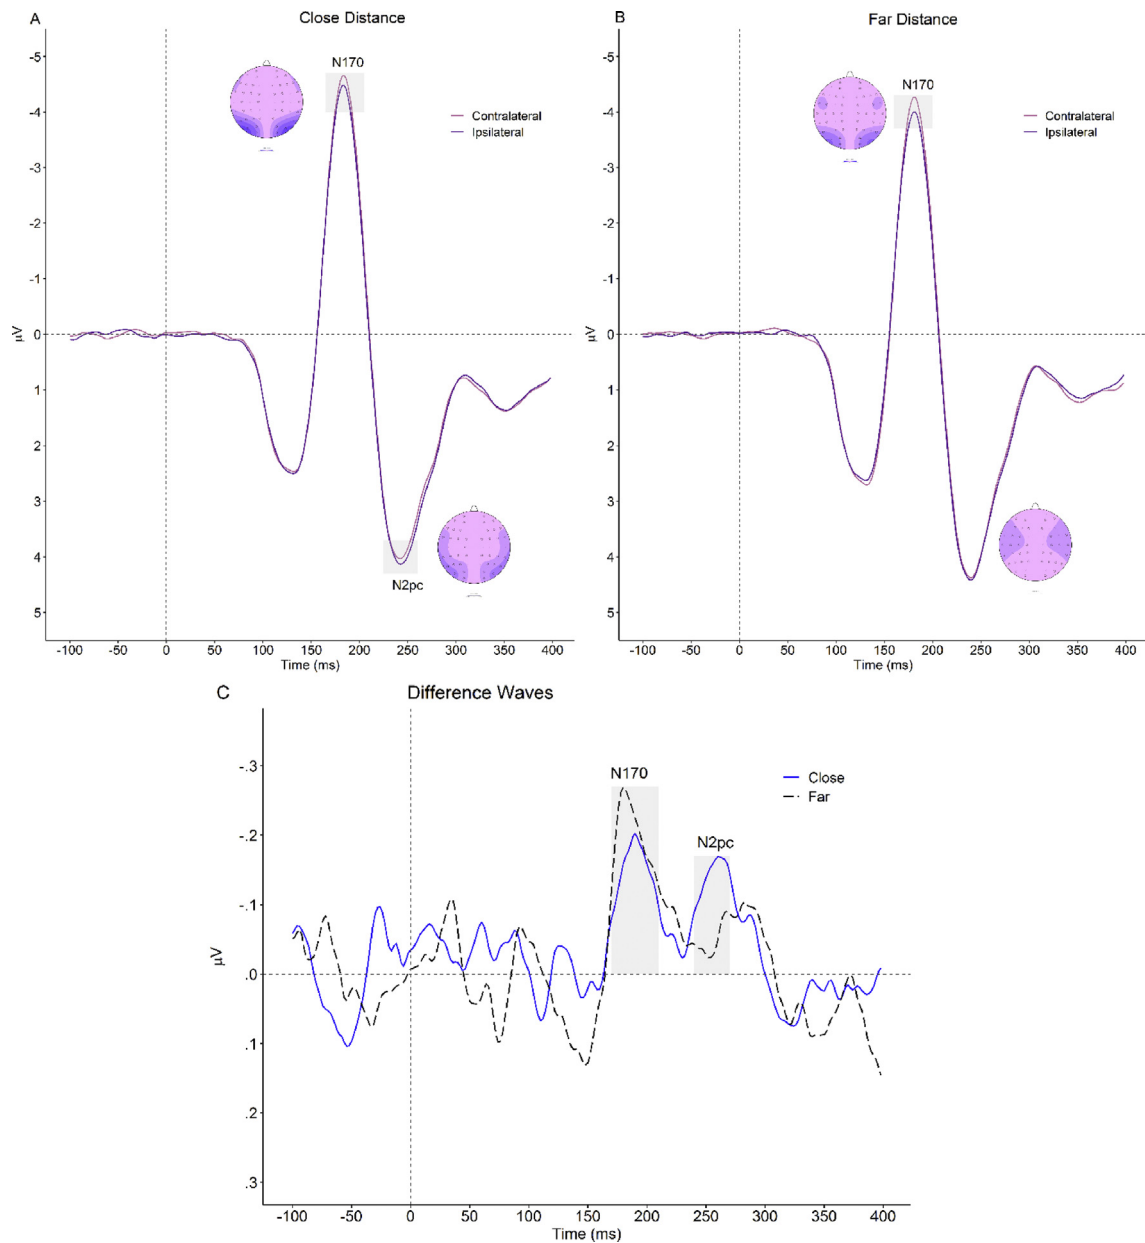 A
Close Distance
-5
-4
-3
-2
-1
0
1
2
3
4
5
µV
N170
Contralateral
Ipsilateral
N2pc
-100
-50
0
50
100
150
200
250
300
350
400
Time (ms)
B
Far Distance
-5
-4
-3
-2
-1
0
1
2
3
4
5
µV
N170
Contralateral
Ipsilateral
-100
-50
0
50
100
150
200
250
300
350
400
Time (ms)
C
Difference Waves
-.3
-.2
-.1
.0
.1
.2
.3
µV
N170
N2pc
Close
Far
-100
-50
0
50
100
150
200
250
300
350
400
Time (ms)